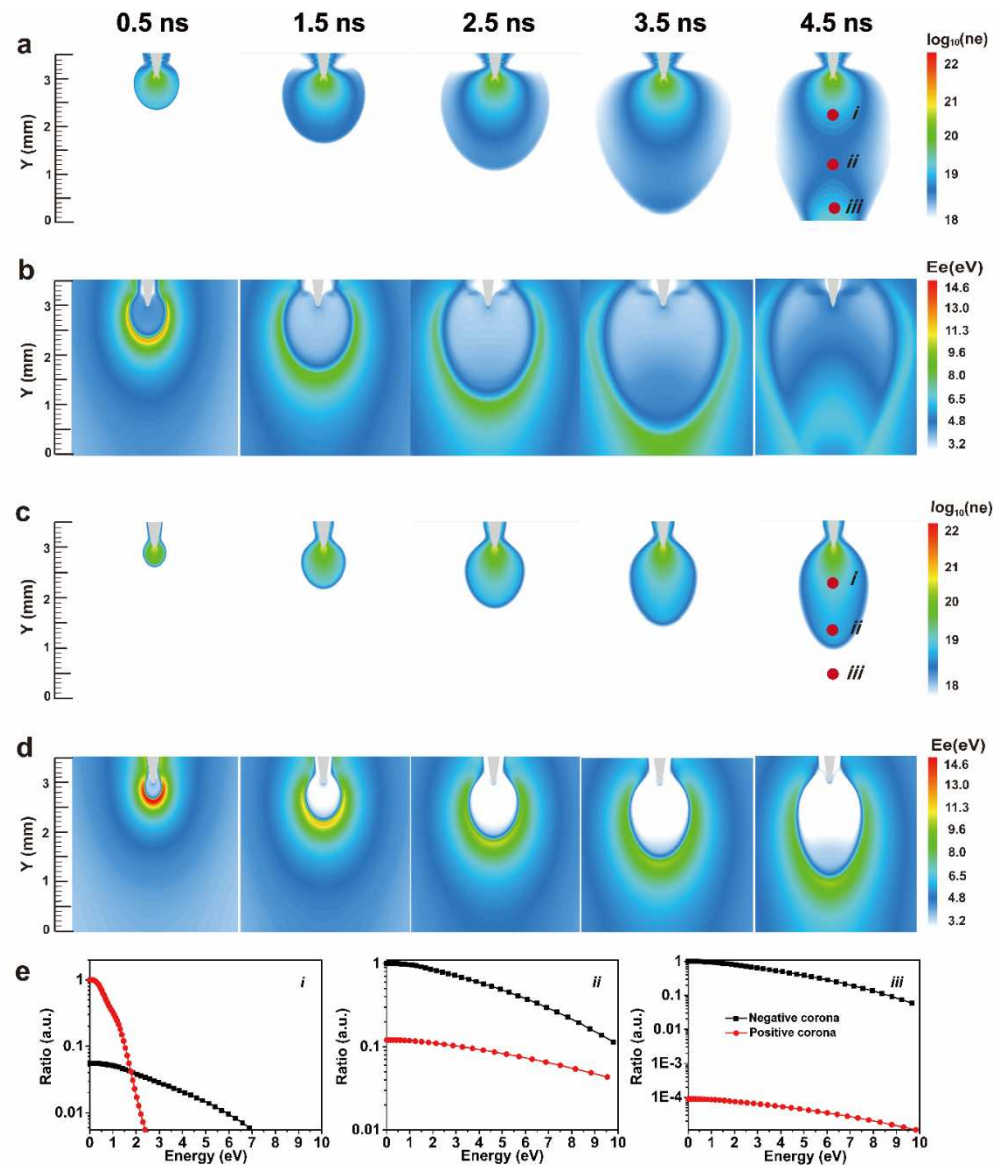 0.5 ns 1.5 ns 2.5 ns 3.5 ns 4.5 ns
a
Y (mm)
3
2
1
0
i
ii
iii
log₁₀(ne)
22
21
20
19
18
b
Y (mm)
3
2
1
0
Ee(eV)
14.6
13.0
11.3
9.6
8.0
6.5
4.8
3.2
c
Y (mm)
3
2
1
0
i
ii
iii
log₁₀(ne)
22
21
20
19
18
d
Y (mm)
3
2
1
0
Ee(eV)
14.6
13.0
11.3
9.6
8.0
6.5
4.8
3.2
e
Ratio (a.u.)
1
0.1
0.01
i
0 1 2 3 4 5 6 7 8 9 10
Energy (eV)
Ratio (a.u.)
1
0.1
0.01
ii
0 1 2 3 4 5 6 7 8 9 10
Energy (eV)
Ratio (a.u.)
1
0.1
0.01
1E-3
1E-4
iii
Negative corona
Positive corona
0 1 2 3 4 5 6 7 8 9 10
Energy (eV)